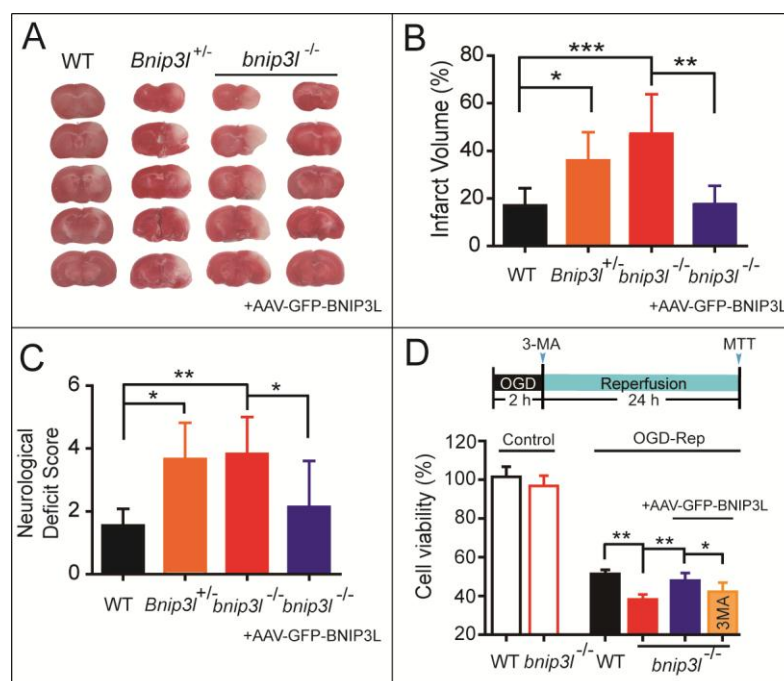 A
WT Bnip3l+/- bnip3l-/-
+AAV-GFP-BNIP3L
B
Infarct Volume (%)
80
60
40
20
0
*** 
* **
WT Bnip3l+/- bnip3l-/- bnip3l-/-
+AAV-GFP-BNIP3L
C
Neurological
Deficit Score
6
4
2
0
**
* *
WT Bnip3l+/- bnip3l-/- bnip3l-/-
+AAV-GFP-BNIP3L
D
3-MA MTT
OGD Reperfusion
2 h 24 h
Cell viability (%)
120
100
80
60
40
20
Control OGD-Rep
+AAV-GFP-BNIP3L
** ** *
3MA
WT bnip3l-/- WT bnip3l-/-